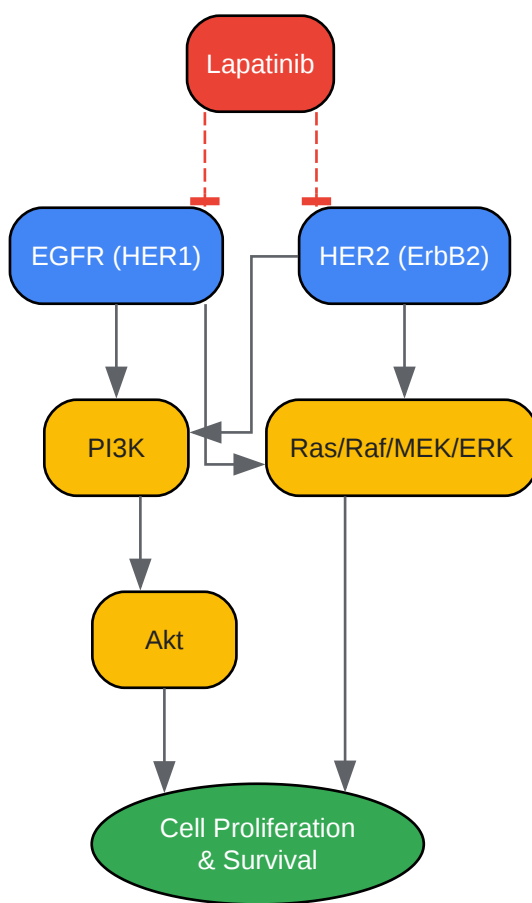 Lapatinib
EGFR (HER1)
HER2 (ErbB2)
PI3K
Ras/Raf/MEK/ERK
Akt
Cell Proliferation
& Survival